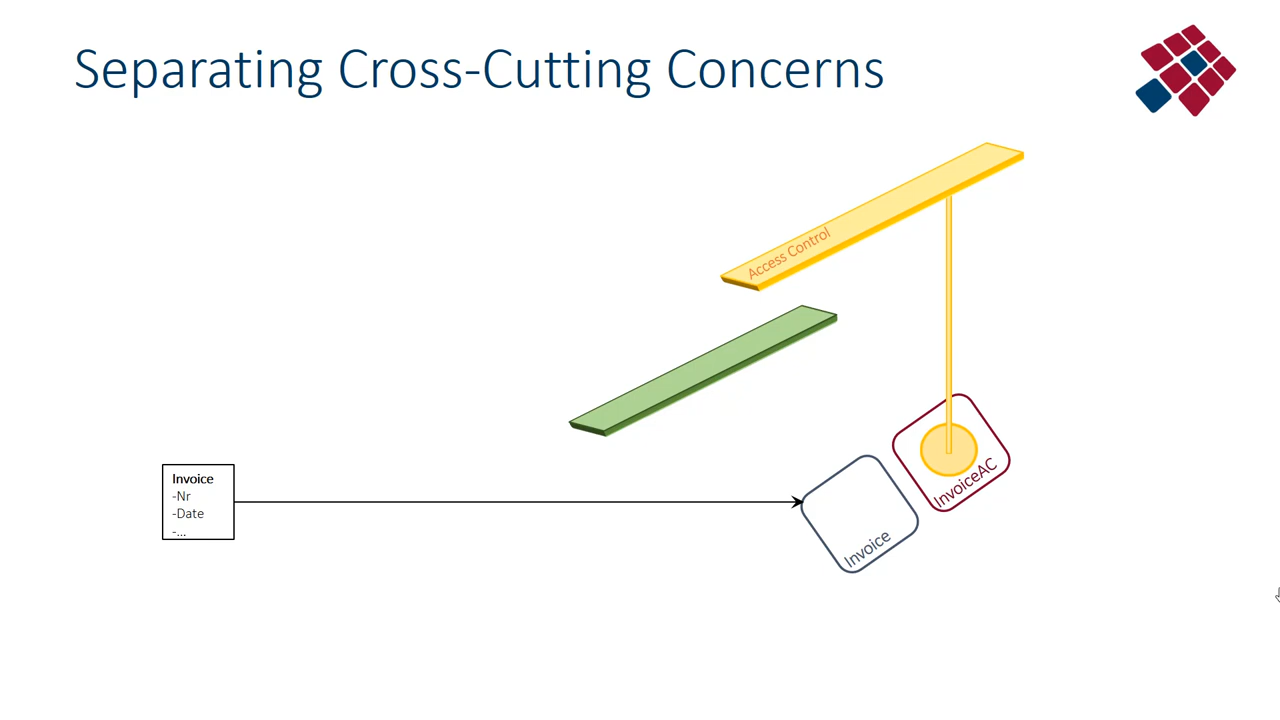 Separating Cross-Cutting Concerns
Access Control
Invoice
-Nr
-Date
-...
InvoiceAC
Invoice